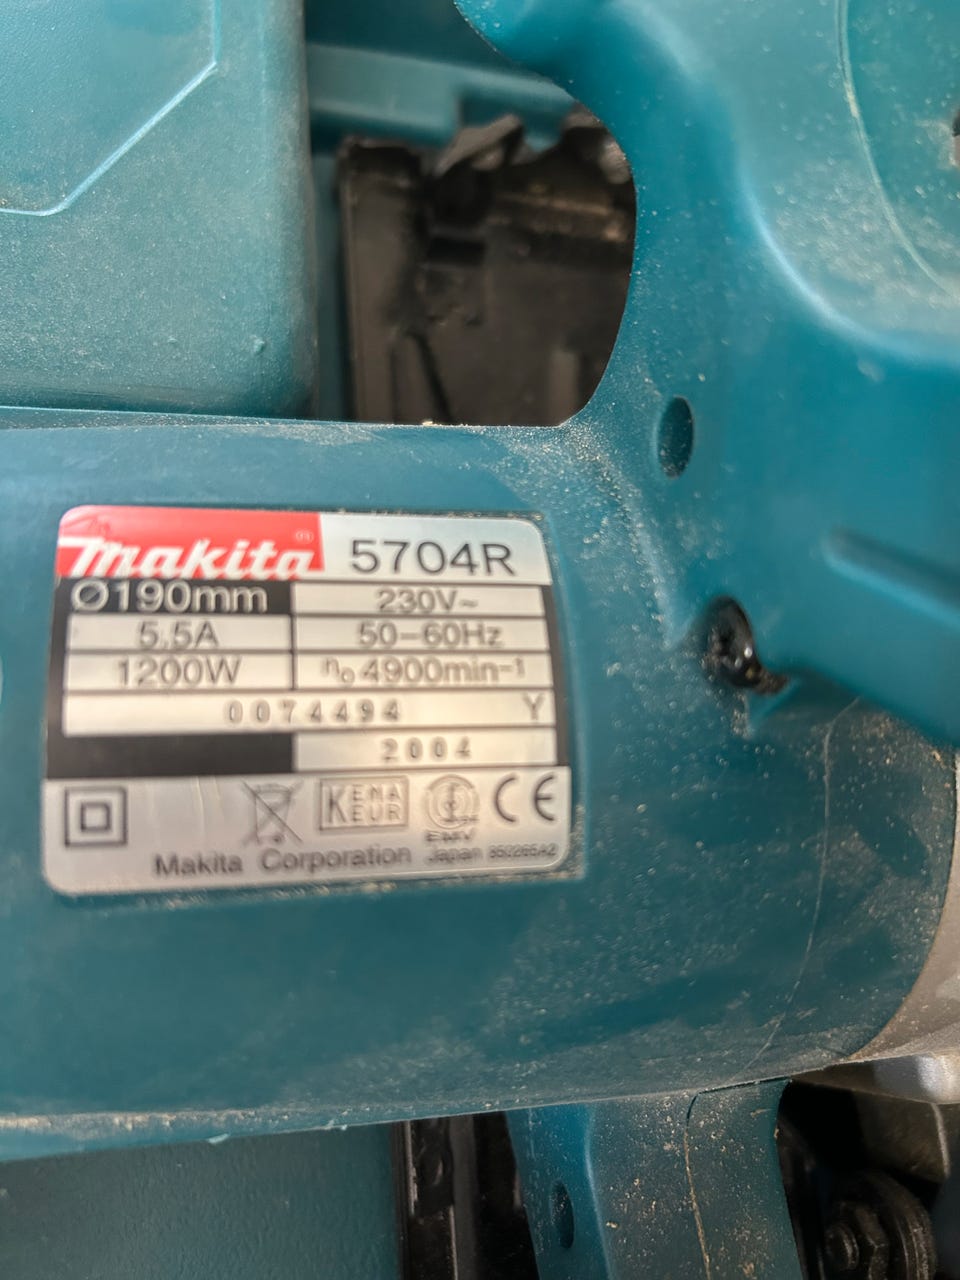 makita® 5704R
Ø190mm 230V~
5.5A 50–60Hz
1200W n₀ 4900min⁻¹
0074494 Y
2004
KEMA
KEUR
CE
EMV
Makita Corporation Japan 850265A2